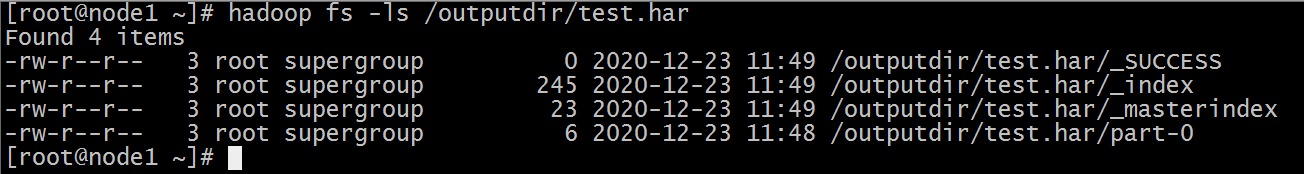 [root@node1 ~]# hadoop fs -ls /outputdir/test.har
Found 4 items
-rw-r--r--   3 root supergroup          0 2020-12-23 11:49 /outputdir/test.har/_SUCCESS
-rw-r--r--   3 root supergroup        245 2020-12-23 11:49 /outputdir/test.har/_index
-rw-r--r--   3 root supergroup         23 2020-12-23 11:49 /outputdir/test.har/_masterindex
-rw-r--r--   3 root supergroup          6 2020-12-23 11:48 /outputdir/test.har/part-0
[root@node1 ~]#